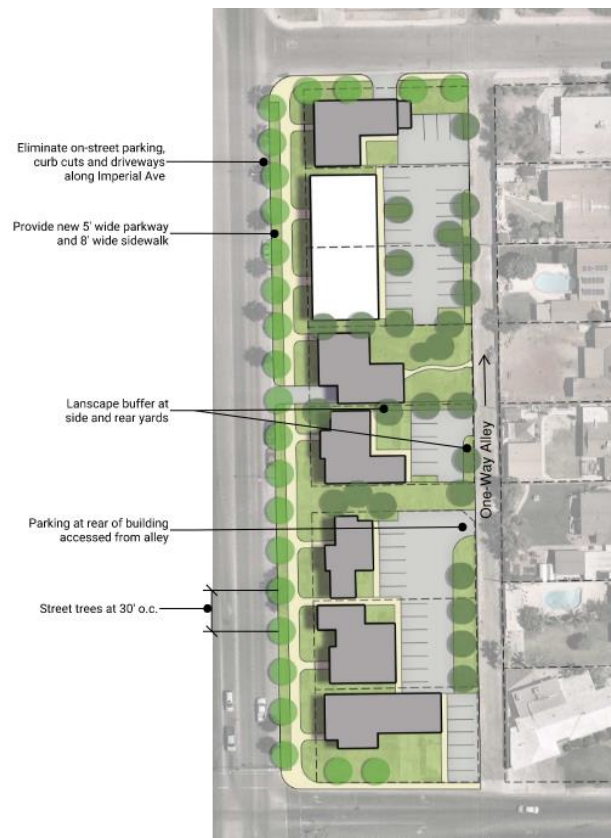 Eliminate on-street parking,
curb cuts and driveways
along Imperial Ave
Provide new 5' wide parkway
and 8' wide sidewalk
Lanscape buffer at
side and rear yards
One-Way Alley
Parking at rear of building
accessed from alley
Street trees at 30' o.c.